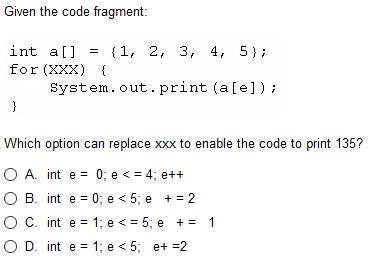 Given the code fragment:
int a[] = {1, 2, 3, 4, 5};
for(XXX) {
System.out.print(a[e]);
}
Which option can replace xxx to enable the code to print 135?
A. int e = 0; e < = 4; e++
B. int e = 0; e < 5; e + = 2
C. int e = 1; e < = 5; e + = 1
D. int e = 1; e < 5; e+ =2